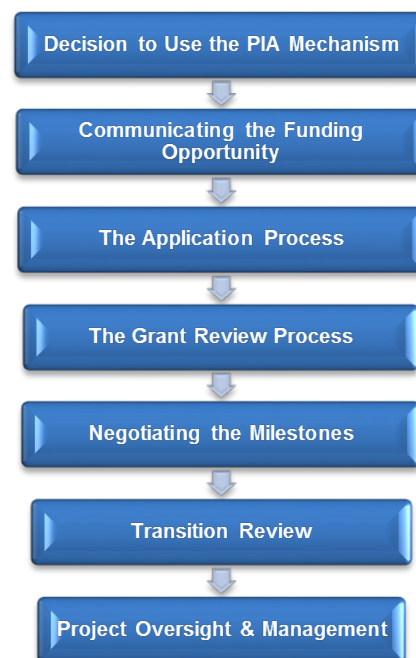 Decision to Use the PIA Mechanism
Communicating the Funding
Opportunity
The Application Process
The Grant Review Process
Negotiating the Milestones
Transition Review
Project Oversight & Management